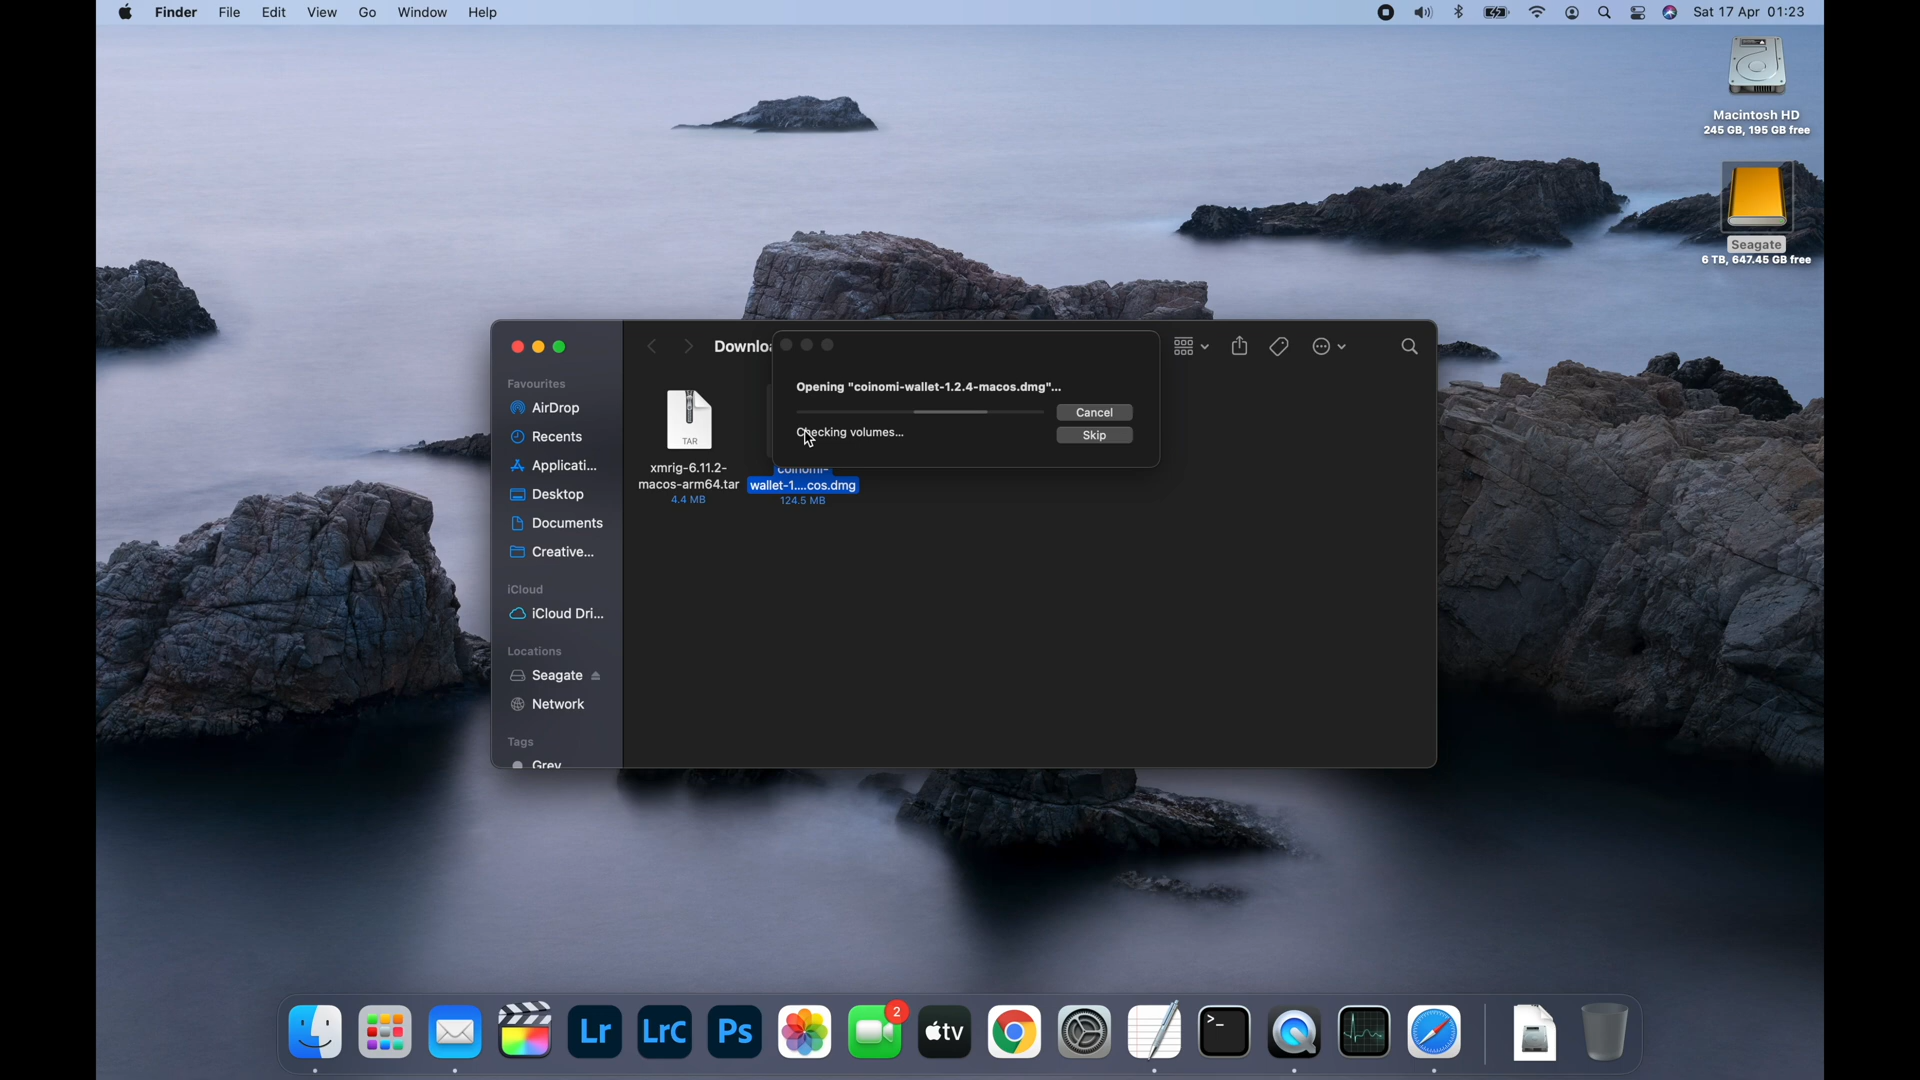 Finder File Edit View Go Window Help
Sat 17 Apr 01:23
Macintosh HD
245 GB, 195 GB free
Seagate
6 TB, 647.45 GB free
Favourites
AirDrop
Recents
Applicati...
Desktop
Documents
Creative...
iCloud
iCloud Dri...
Locations
Seagate
Network
Tags
Grey
Opening "coinomi-wallet-1.2.4-macos.dmg"...
Cancel
Checking volumes...
Skip
TAR
xmrig-6.11.2-
macos-arm64.tar
4.4 MB
coinomi-
wallet-1....cos.dmg
124.5 MB
Lr
LrC
Ps
2
tv
>_